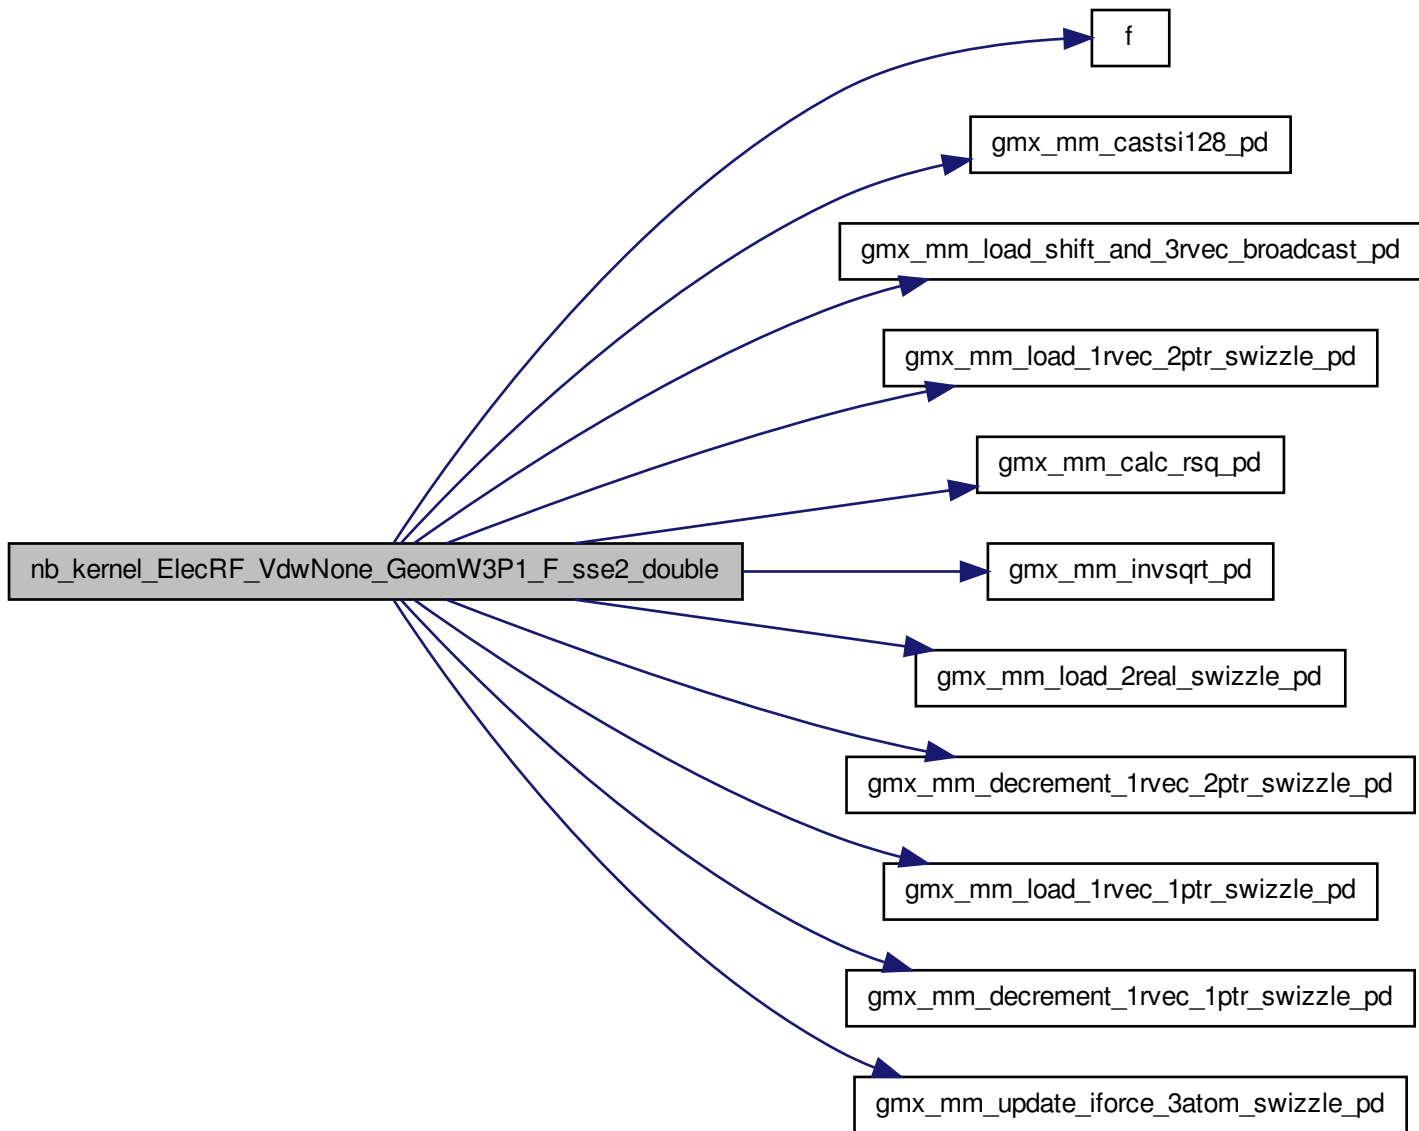 f
gmx_mm_castsi128_pd
gmx_mm_load_shift_and_3rvec_broadcast_pd
gmx_mm_load_1rvec_2ptr_swizzle_pd
gmx_mm_calc_rsq_pd
nb_kernel_ElecRF_VdwNone_GeomW3P1_F_sse2_double
gmx_mm_invsqrt_pd
gmx_mm_load_2real_swizzle_pd
gmx_mm_decrement_1rvec_2ptr_swizzle_pd
gmx_mm_load_1rvec_1ptr_swizzle_pd
gmx_mm_decrement_1rvec_1ptr_swizzle_pd
gmx_mm_update_iforce_3atom_swizzle_pd